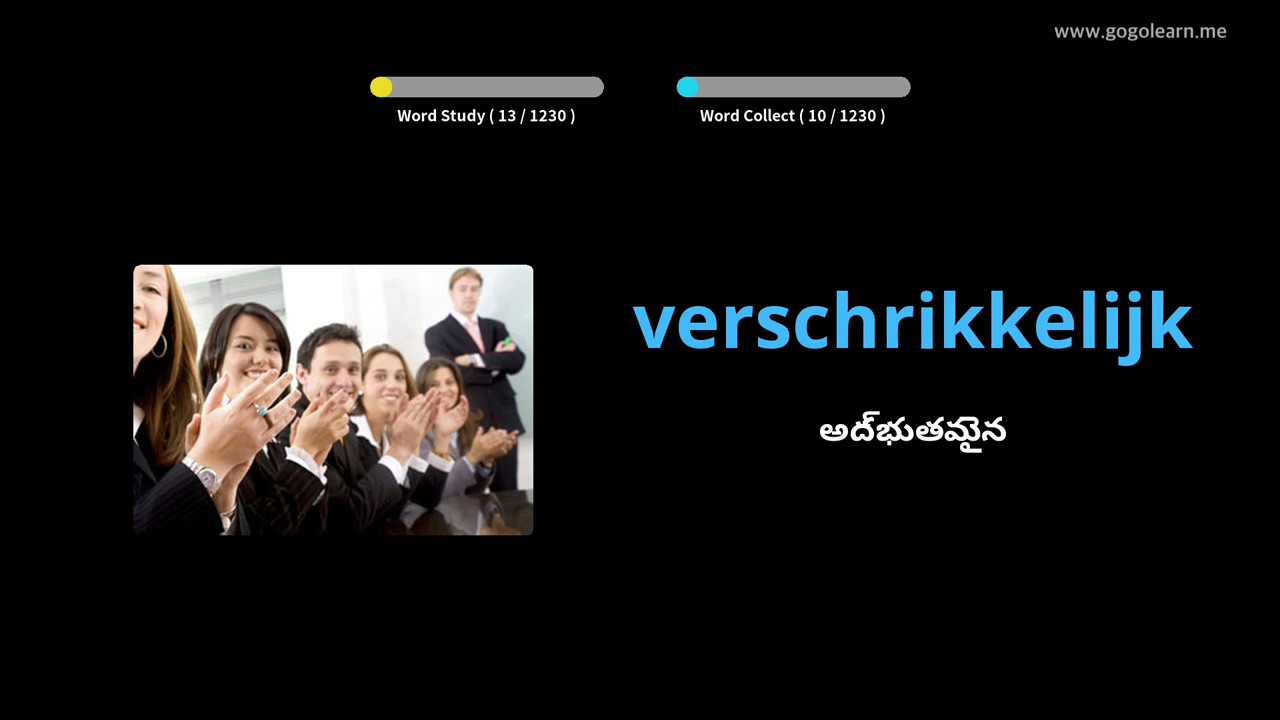 www.gogolearn.me
Word Study ( 13 / 1230 )
Word Collect ( 10 / 1230 )
verschrikkelijk
అద్‌భుతమైన